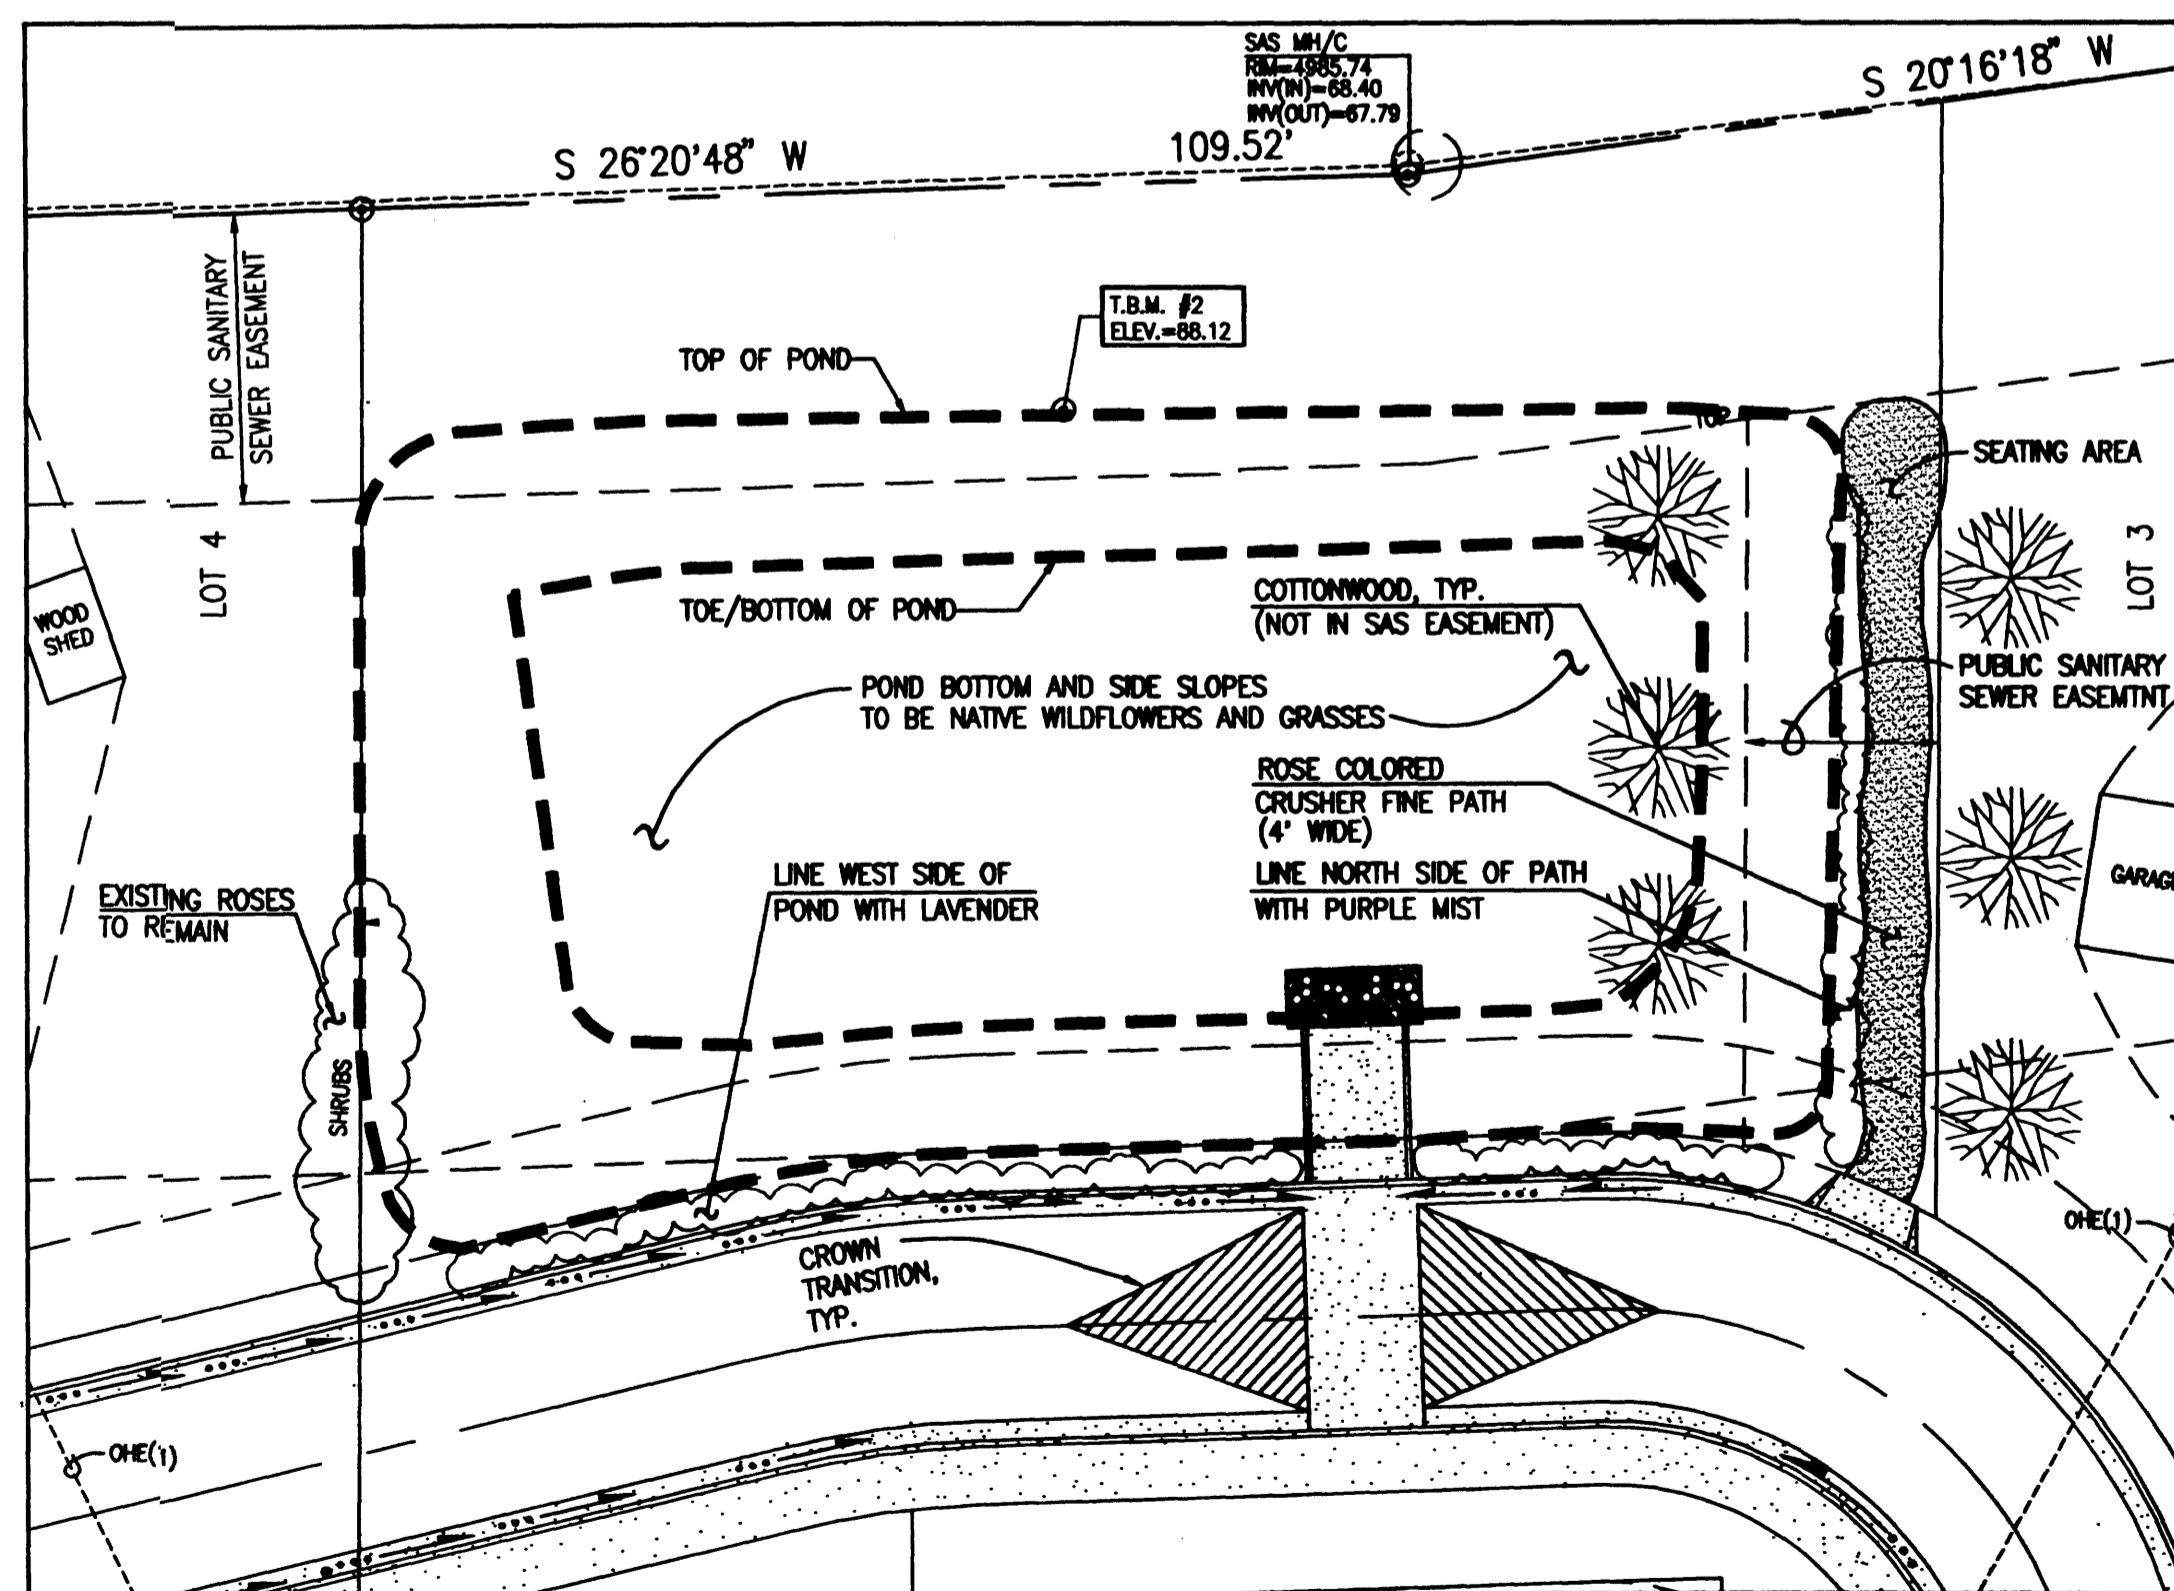 SAS MH/C
RIM=4985.74
INV(IN)=68.40
INV(OUT)=67.79
S 20°16'18" W
S 26°20'48" W
109.52'
PUBLIC SANITARY
SEWER EASEMENT
T.B.M. #2
ELEV.=88.12
TOP OF POND
TOP
SEATING AREA
LOT 4
LOT 3
WOOD
SHED
TOE/BOTTOM OF POND
COTTONWOOD, TYP.
(NOT IN SAS EASEMENT)
PUBLIC SANITARY
SEWER EASEMTNT
POND BOTTOM AND SIDE SLOPES
TO BE NATIVE WILDFLOWERS AND GRASSES
ROSE COLORED
CRUSHER FINE PATH
(4' WIDE)
LINE WEST SIDE OF
POND WITH LAVENDER
LINE NORTH SIDE OF PATH
WITH PURPLE MIST
GARAGE
EXISTING ROSES
TO REMAIN
SHRUBS
CROWN
TRANSITION,
TYP.
OHE(1)
OHE(1)